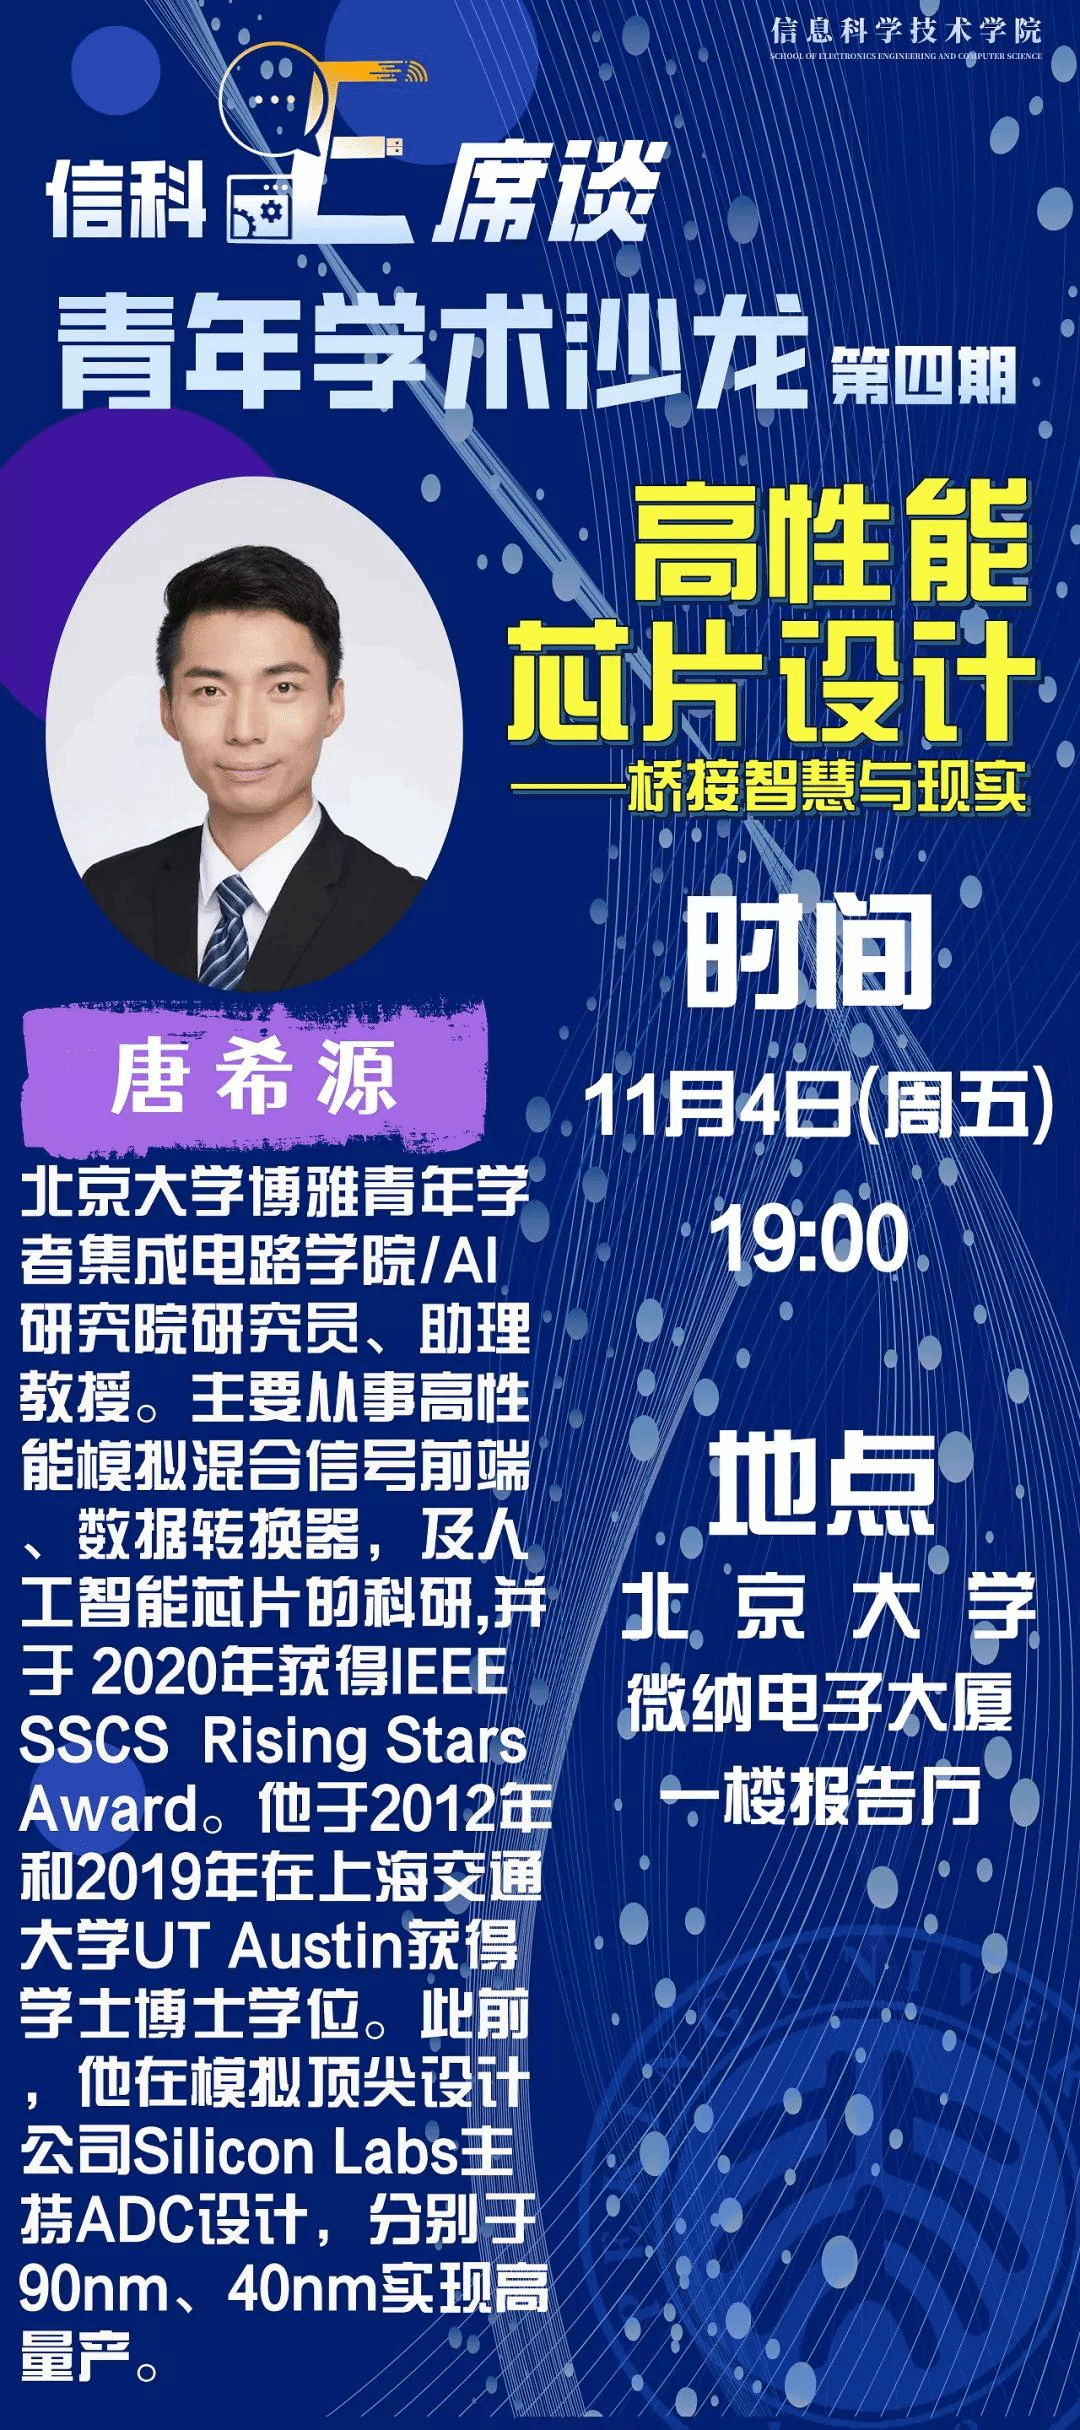 信息科学技术学院
SCHOOL OF ELECTRONICS ENGINEERING AND COMPUTER SCIENCE
信科E席谈
青年学术沙龙 第四期
高性能
芯片设计
——桥接智慧与现实
唐希源
北京大学博雅青年学
者集成电路学院/AI
研究院研究员、助理
教授。主要从事高性
能模拟混合信号前端
、数据转换器，及人
工智能芯片的科研,并
于 2020年获得IEEE
SSCS Rising Stars
Award。他于2012年
和2019年在上海交通
大学UT Austin获得
学士博士学位。此前
，他在模拟顶尖设计
公司Silicon Labs主
持ADC设计，分别于
90nm、40nm实现高
量产。
时间
11月4日(周五)
19:00
地点
北京大学
微纳电子大厦
一楼报告厅